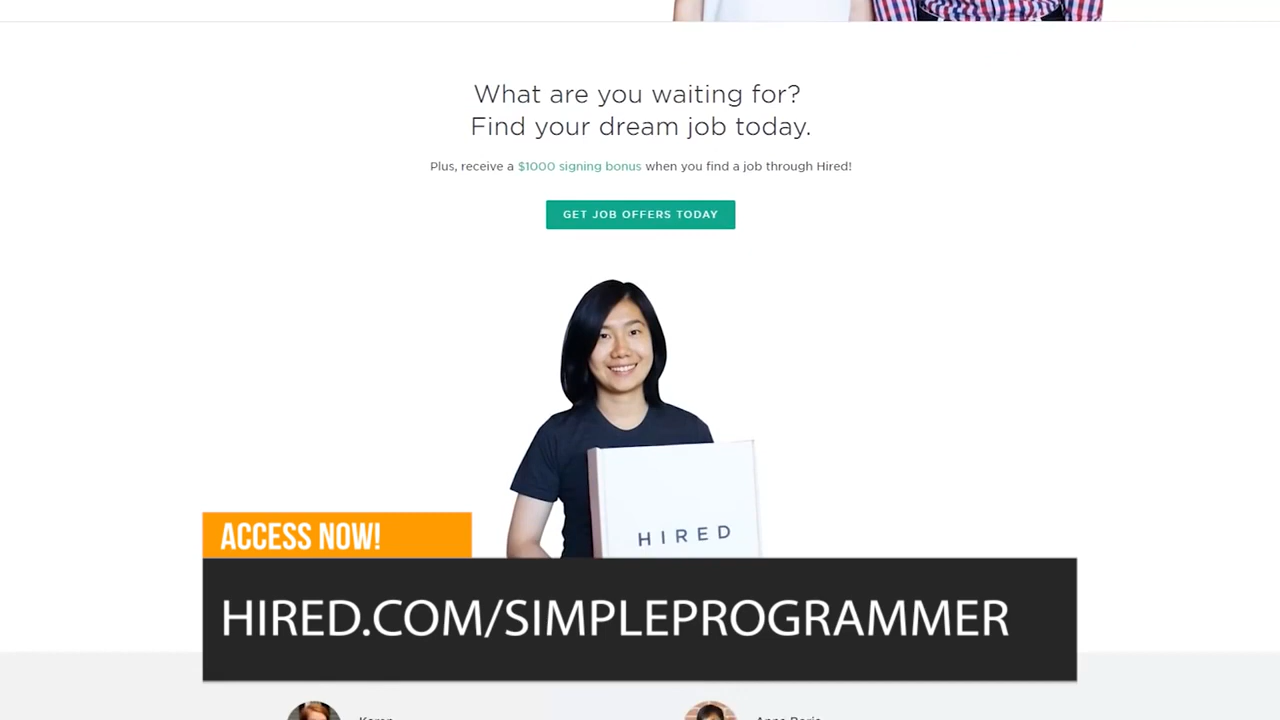 What are you waiting for?
Find your dream job today.
Plus, receive a $1000 signing bonus when you find a job through Hired!
GET JOB OFFERS TODAY
HIRED
ACCESS NOW!
HIRED.COM/SIMPLEPROGRAMMER